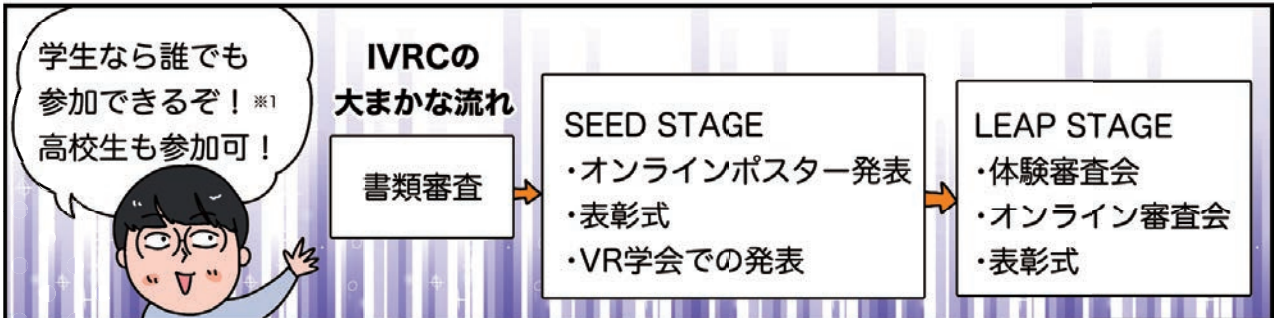 学生なら誰でも
参加できるぞ！※1
高校生も参加可！
IVRCの
大まかな流れ
書類審査
SEED STAGE
・オンラインポスター発表
・表彰式
・VR学会での発表
LEAP STAGE
・体験審査会
・オンライン審査会
・表彰式